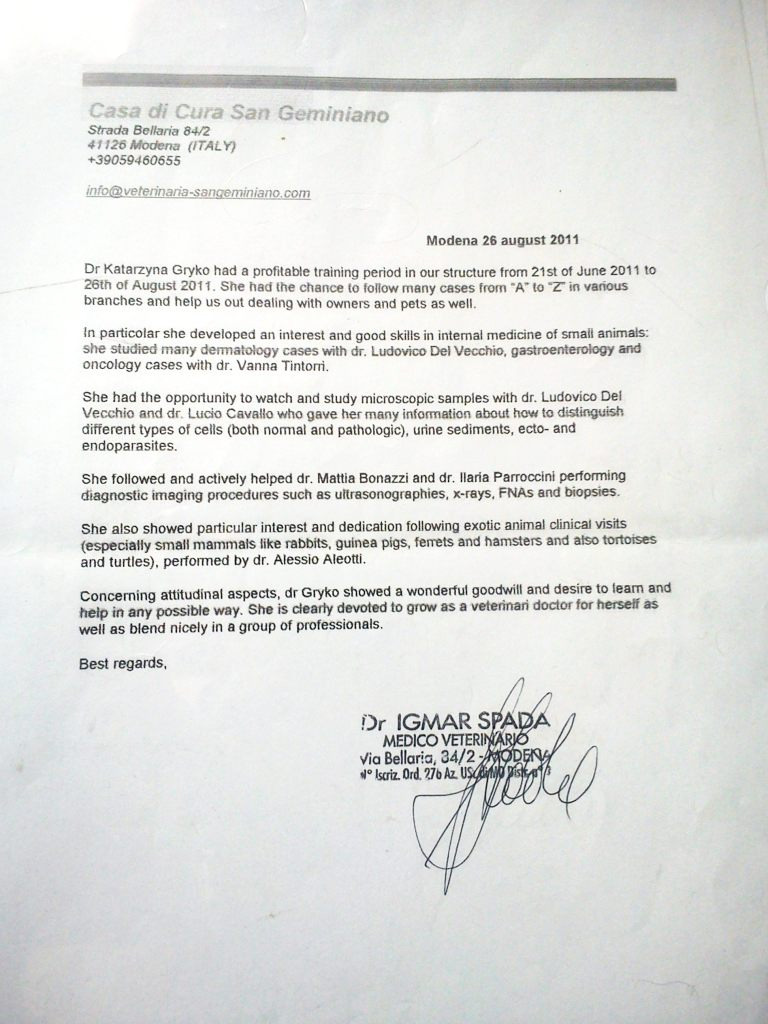 Casa di Cura San Geminiano
Strada Bellaria 84/2
41126 Modena (ITALY)
+39059460655
info@veterinaria-sangeminiano.com
Modena 26 august 2011
Dr Katarzyna Gryko had a profitable training period in our structure from 21st of June 2011 to
26th of August 2011. She had the chance to follow many cases from “A” to “Z” in various
branches and help us out dealing with owners and pets as well.
In particolar she developed an interest and good skills in internal medicine of small animals:
she studied many dermatology cases with dr. Ludovico Del Vecchio, gastroenterology and
oncology cases with dr. Vanna Tintorri.
She had the opportunity to watch and study microscopic samples with dr. Ludovico Del
Vecchio and dr. Lucio Cavallo who gave her many information about how to distinguish
different types of cells (both normal and pathologic), urine sediments, ecto- and
endoparasites.
She followed and actively helped dr. Mattia Bonazzi and dr. Ilaria Parroccini performing
diagnostic imaging procedures such as ultrasonographies, x-rays, FNAs and biopsies.
She also showed particular interest and dedication following exotic animal clinical visits
(especially small mammals like rabbits, guinea pigs, ferrets and hamsters and also tortoises
and turtles), performed by dr. Alessio Aleotti.
Concerning attitudinal aspects, dr Gryko showed a wonderful goodwill and desire to learn and
help in any possible way. She is clearly devoted to grow as a veterinari doctor for herself as
well as blend nicely in a group of professionals.
Best regards,
Dr IGMAR SPADA
MEDICO VETERINARIO
Via Bellaria, 34/2 - MODENA
N° Iscriz. Ord. 276 Az. USL di MO